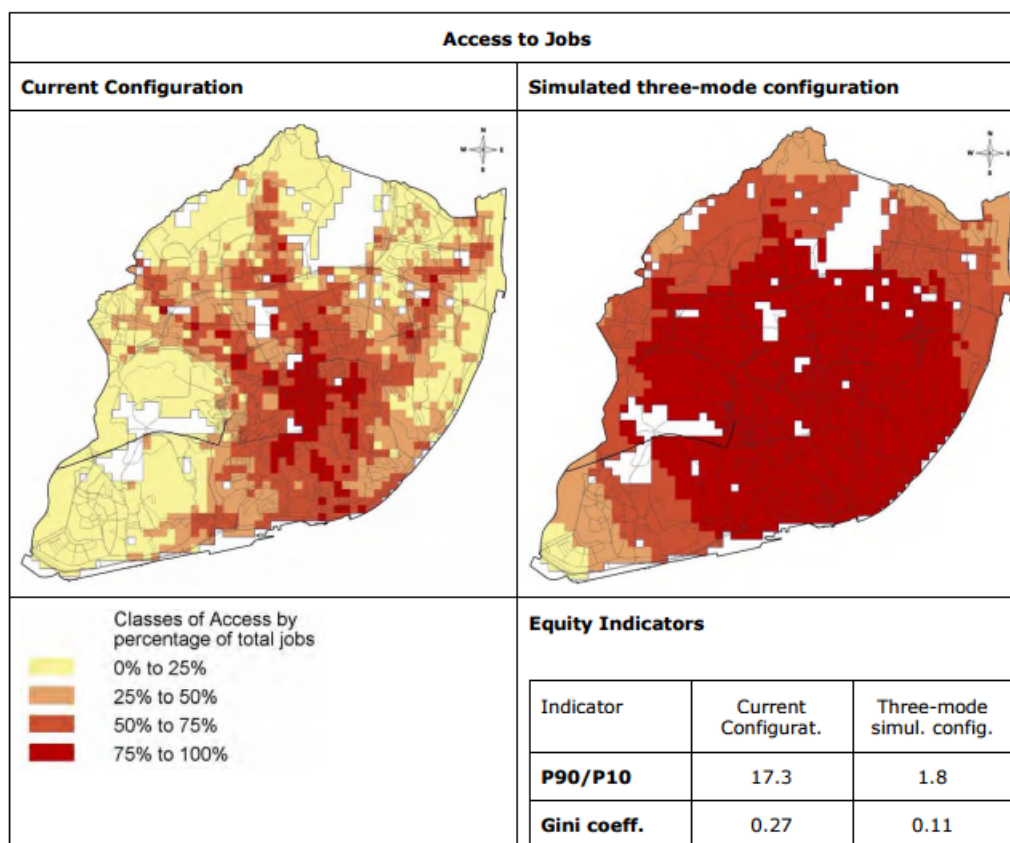 Access to Jobs
Current Configuration
Simulated three-mode configuration
N
W
E
S
N
W
E
S
Classes of Access by
percentage of total jobs
0% to 25%
25% to 50%
50% to 75%
75% to 100%
Equity Indicators
Indicator
Current
Configurat.
Three-mode
simul. config.
P90/P10
17.3
1.8
Gini coeff.
0.27
0.11